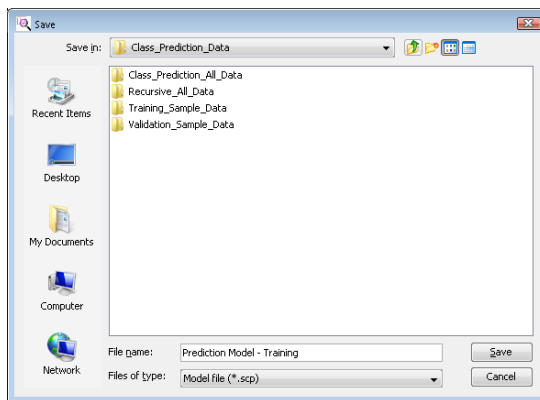 Save
Save in: Class_Prediction_Data
Class_Prediction_All_Data
Recursive_All_Data
Training_Sample_Data
Validation_Sample_Data
Recent Items
Desktop
My Documents
Computer
Network
File name: Prediction Model - Training Save
Files of type: Model file (*.scp) Cancel